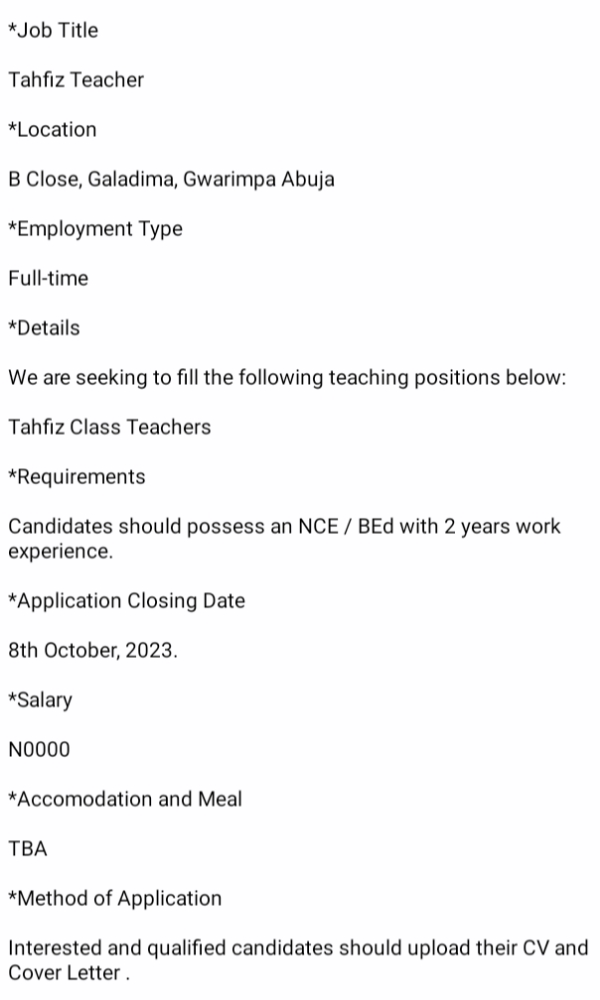 *Job Title
Tahfiz Teacher
*Location
B Close, Galadima, Gwarimpa Abuja
*Employment Type
Full-time
*Details
We are seeking to fill the following teaching positions below:
Tahfiz Class Teachers
*Requirements
Candidates should possess an NCE / BEd with 2 years work
experience.
*Application Closing Date
8th October, 2023.
*Salary
N0000
*Accomodation and Meal
TBA
*Method of Application
Interested and qualified candidates should upload their CV and
Cover Letter .